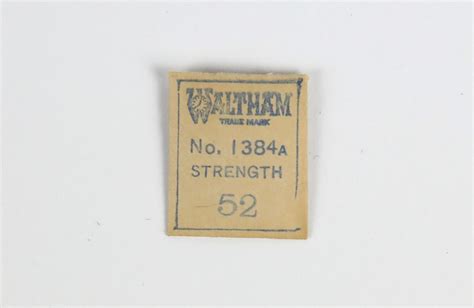 WALTHAM
TRADE MARK
No. 1384A
STRENGTH
52